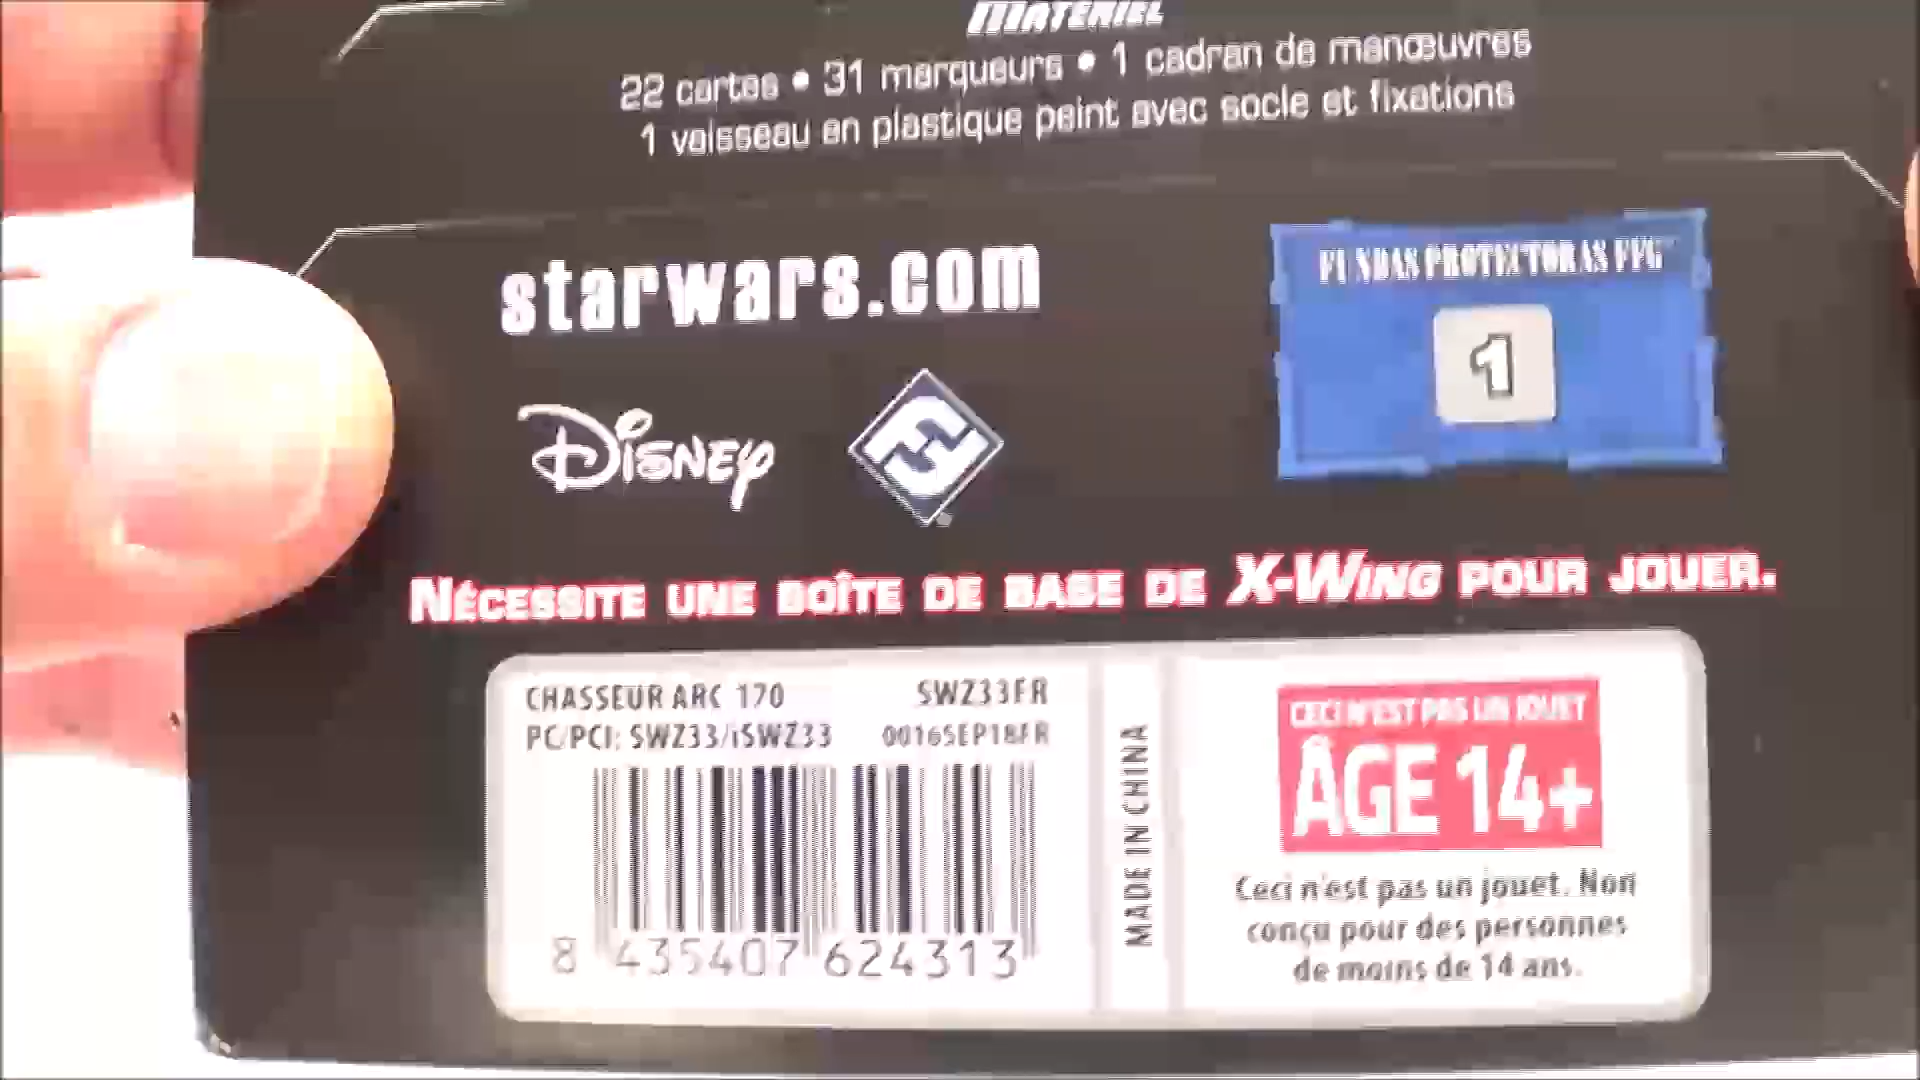 MATÉRIEL
22 cartes • 31 marqueurs • 1 cadran de manœuvres
1 vaisseau en plastique peint avec socle et fixations
starwars.com
FUNDAS PROTECTORAS FFG
1
Disney
NÉCESSITE UNE BOÎTE DE BASE DE X-WING POUR JOUER.
CHASSEUR ARC 170 SWZ33FR
PC/PCI: SWZ33/iSWZ33 0016SEP18FR
8 435407 624313
MADE IN CHINA
CECI N'EST PAS UN JOUET
ÂGE 14+
Ceci n'est pas un jouet. Non
conçu pour des personnes
de moins de 14 ans.